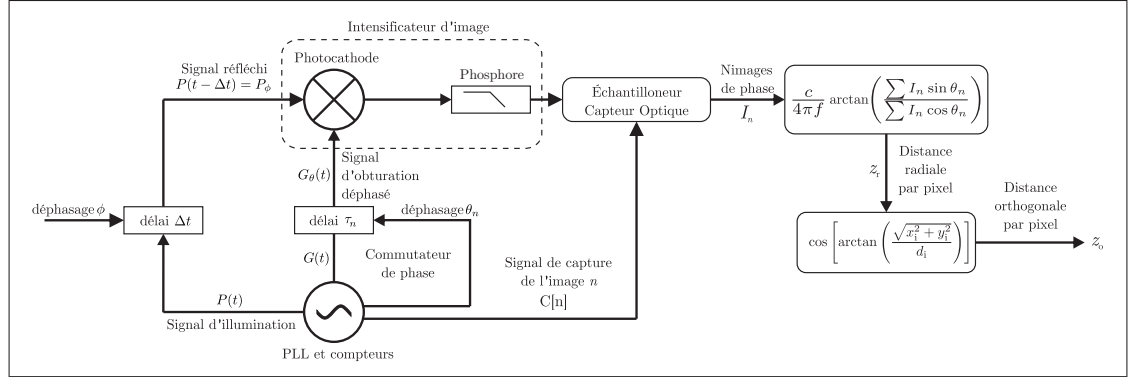 Intensificateur d'image
Photocathode
Signal réfléchi
P(t − Δt) = P_ϕ
Phosphore
Échantilloneur
Capteur Optique
Nimages
de phase
I_n
c/(4πf) arctan(∑ I_n sin θ_n / ∑ I_n cos θ_n)
G_θ(t)
Signal
d'obturation
déphasé
z_r
Distance
radiale
par pixel
déphasage ϕ
délai Δt
délai τ_n
déphasage θ_n
Distance
orthogonale
par pixel
cos [arctan (√(x_i² + y_i²) / d_i)]
z_o
G(t)
Commutateur
de phase
Signal de capture
de l'image n
C[n]
P(t)
Signal d'illumination
PLL et compteurs